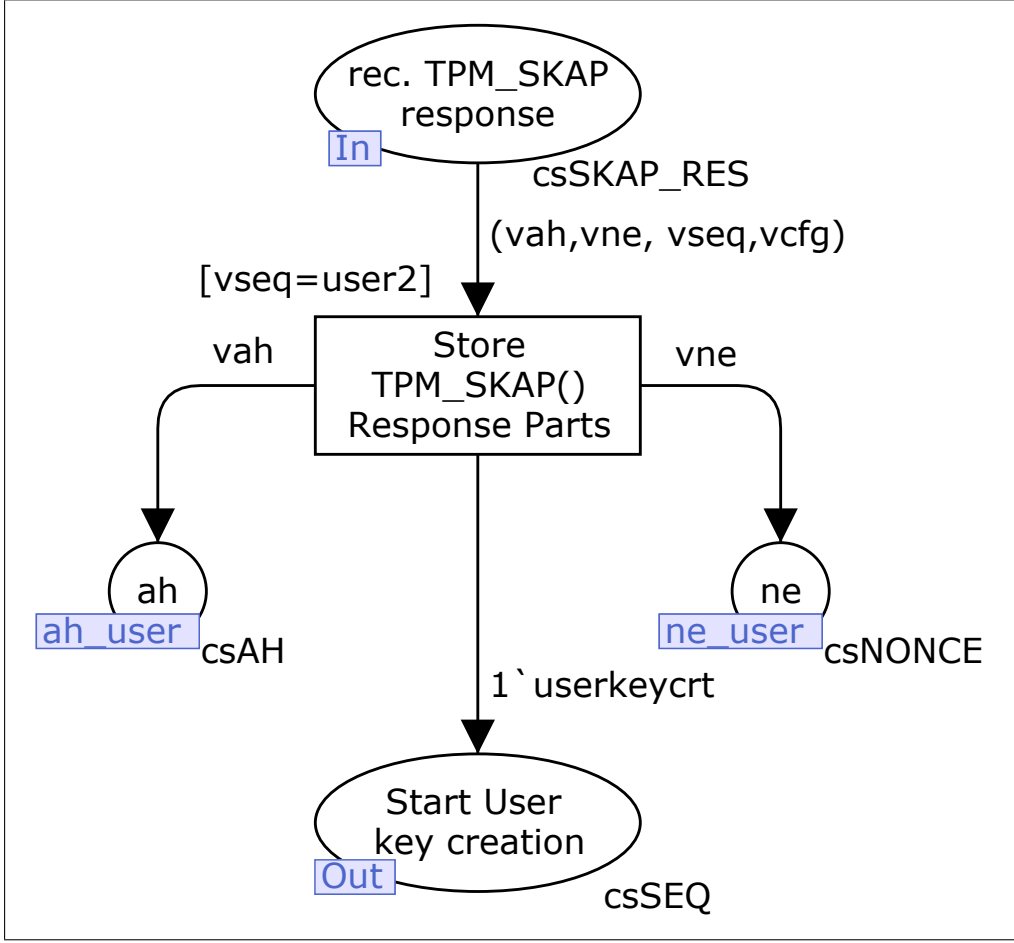 rec. TPM_SKAP
response
In
csSKAP_RES
(vah,vne, vseq,vcfg)
[vseq=user2]
vah
Store
TPM_SKAP()
Response Parts
vne
ah
ah_user
csAH
ne
ne_user
csNONCE
1`userkeycrt
Start User
key creation
Out
csSEQ